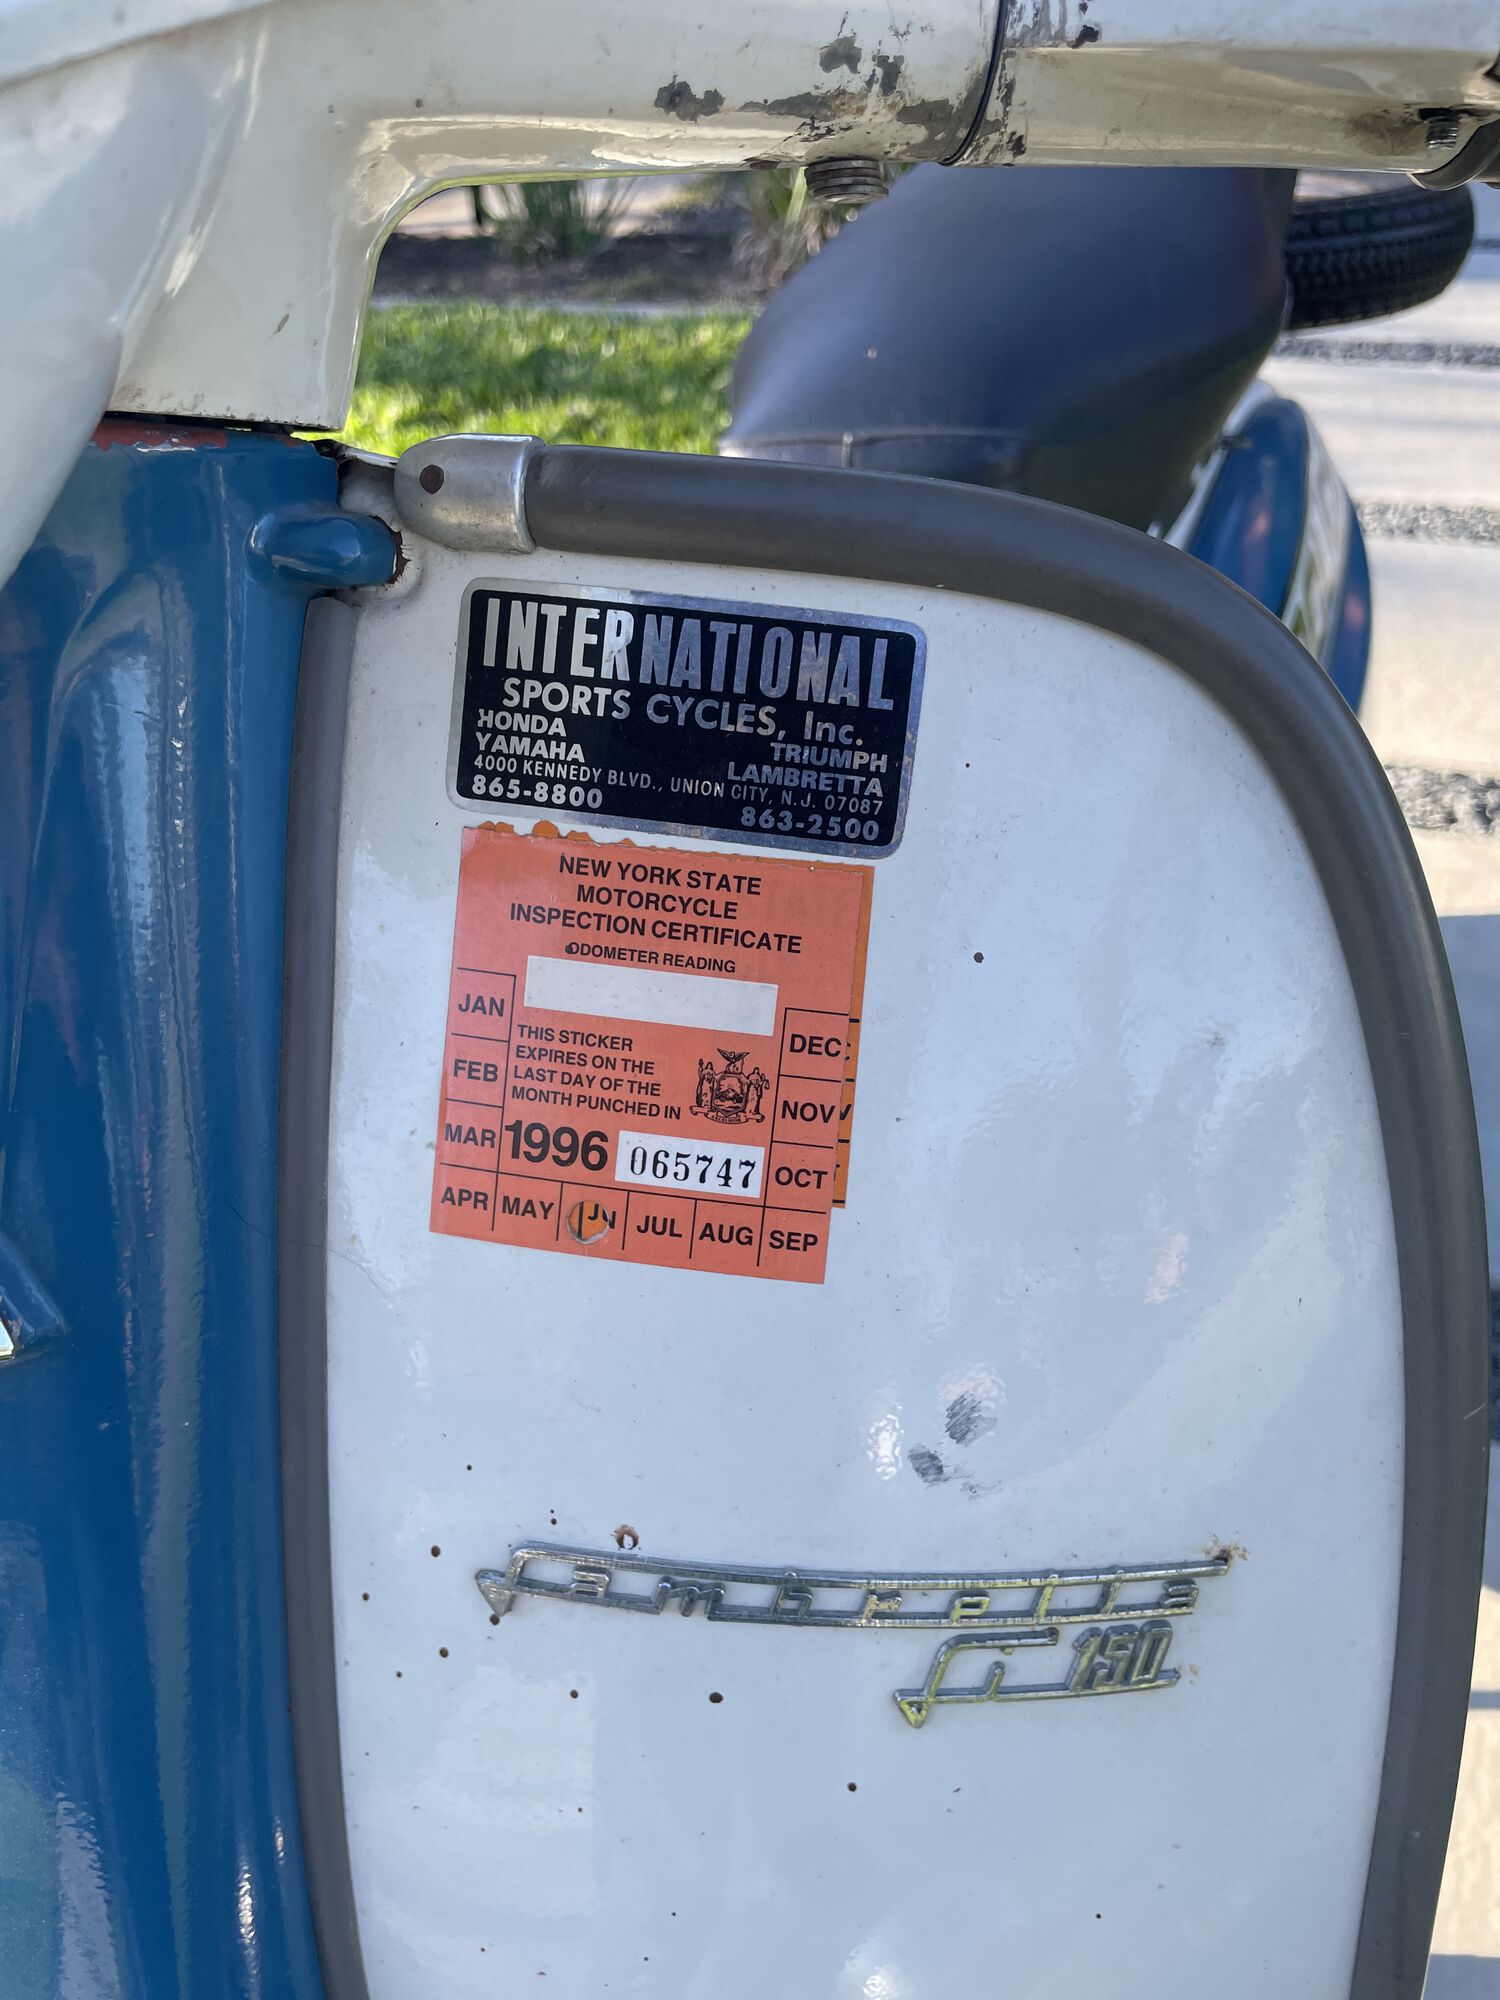 INTERNATIONAL
SPORTS CYCLES, Inc.
HONDA
YAMAHA
TRIUMPH
LAMBRETTA
4000 KENNEDY BLVD., UNION CITY, N.J. 07087
865-8800
863-2500
NEW YORK STATE
MOTORCYCLE
INSPECTION CERTIFICATE
ODOMETER READING
JAN
FEB
MAR
THIS STICKER
EXPIRES ON THE
LAST DAY OF THE
MONTH PUNCHED IN
1996 065747
DEC
NOV
OCT
APR MAY JUN JUL AUG SEP
EXCELSIOR
Lambretta
Li 150